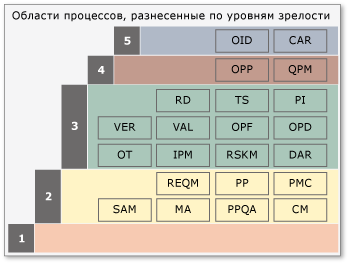 Области процессов, разнесенные по уровням зрелости
5 OID CAR
4 OPP QPM
RD TS PI
3 VER VAL OPF OPD
OT IPM RSKM DAR
2 REQM PP PMC
SAM MA PPQA CM
1